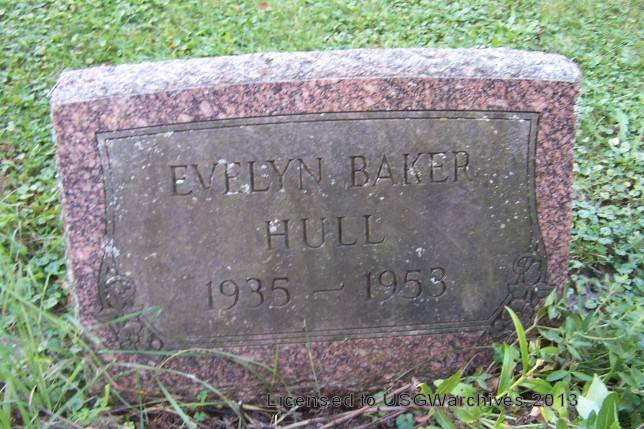 EVELYN BAKER
HULL
1935 – 1953
Licensed to USGWarchives 2013